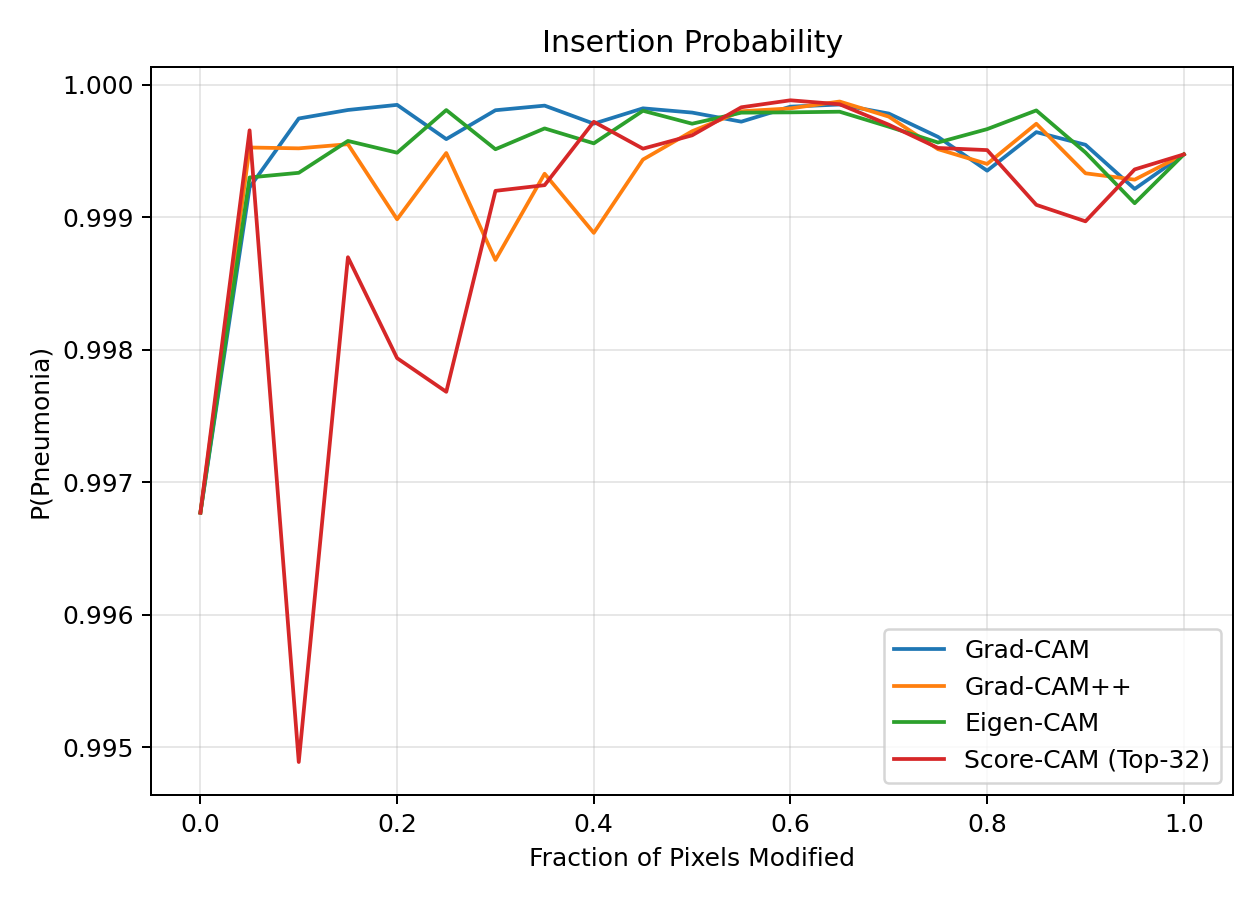 Insertion Probability
1.000
0.999
0.998
0.997
0.996
0.995
P(Pneumonia)
0.0 0.2 0.4 0.6 0.8 1.0
Fraction of Pixels Modified
Grad-CAM
Grad-CAM++
Eigen-CAM
Score-CAM (Top-32)